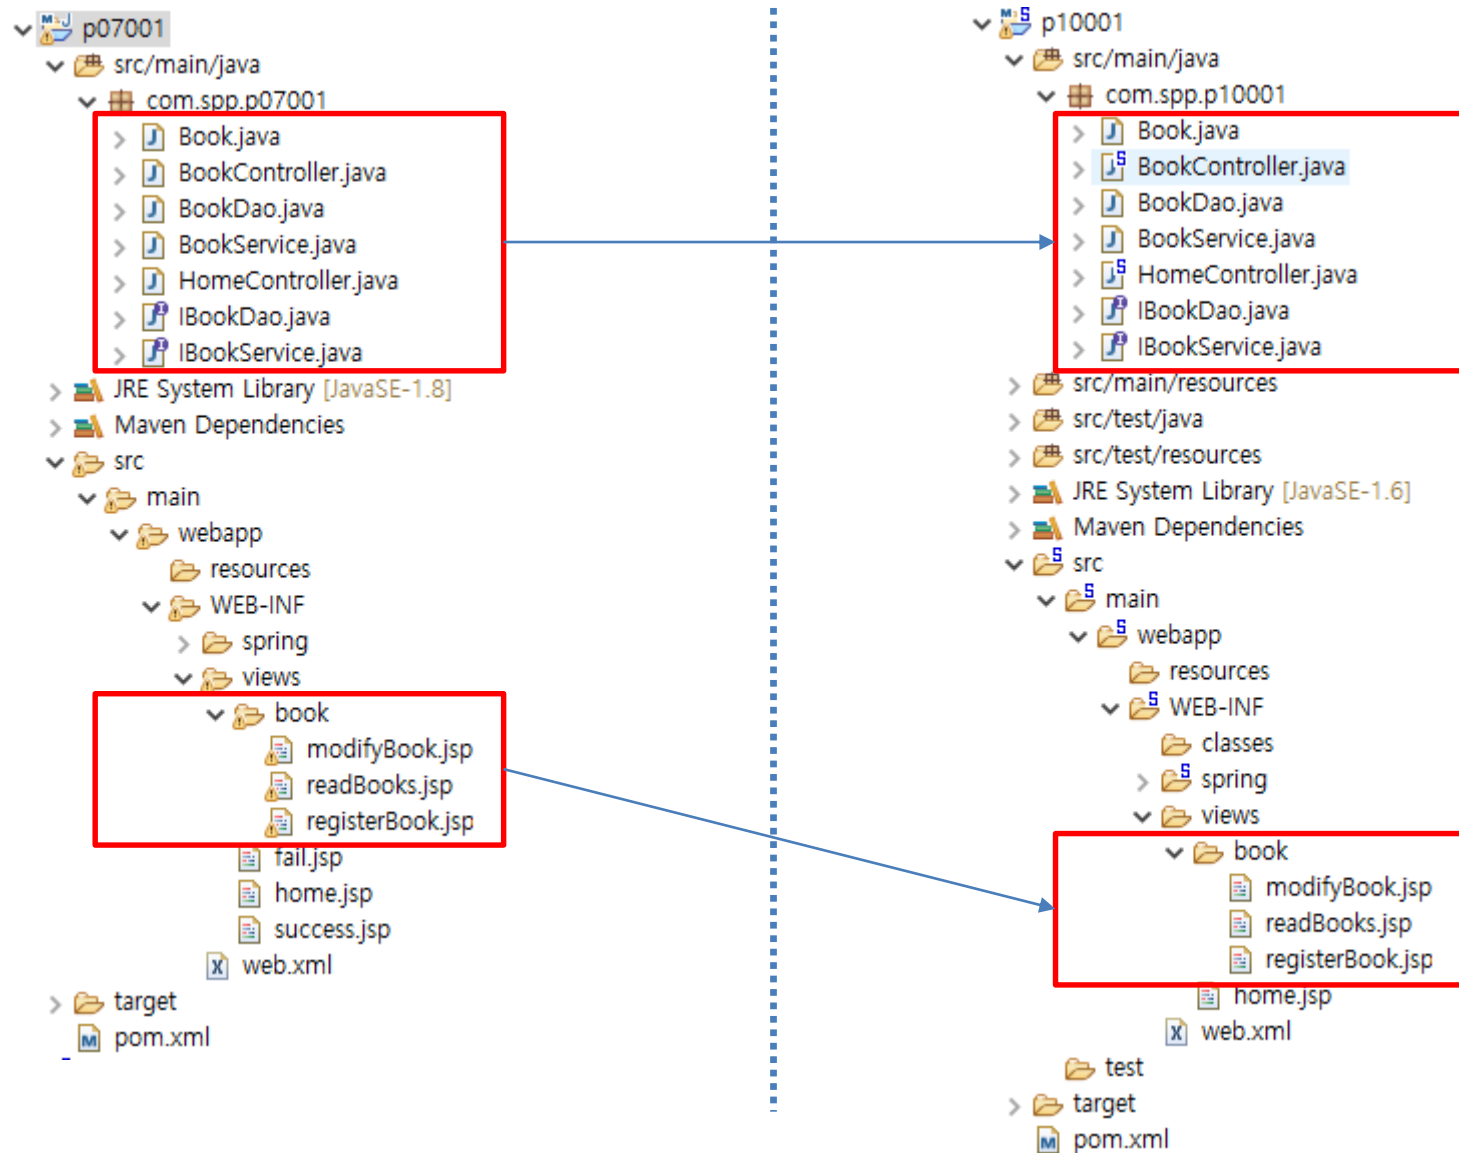 p07001
src/main/java
com.spp.p07001
Book.java
BookController.java
BookDao.java
BookService.java
HomeController.java
IBookDao.java
IBookService.java
JRE System Library [JavaSE-1.8]
Maven Dependencies
src
main
webapp
resources
WEB-INF
spring
views
book
modifyBook.jsp
readBooks.jsp
registerBook.jsp
fail.jsp
home.jsp
success.jsp
web.xml
target
pom.xml
p10001
src/main/java
com.spp.p10001
Book.java
BookController.java
BookDao.java
BookService.java
HomeController.java
IBookDao.java
IBookService.java
src/main/resources
src/test/java
src/test/resources
JRE System Library [JavaSE-1.6]
Maven Dependencies
src
main
webapp
resources
WEB-INF
classes
spring
views
book
modifyBook.jsp
readBooks.jsp
registerBook.jsp
home.jsp
web.xml
test
target
pom.xml